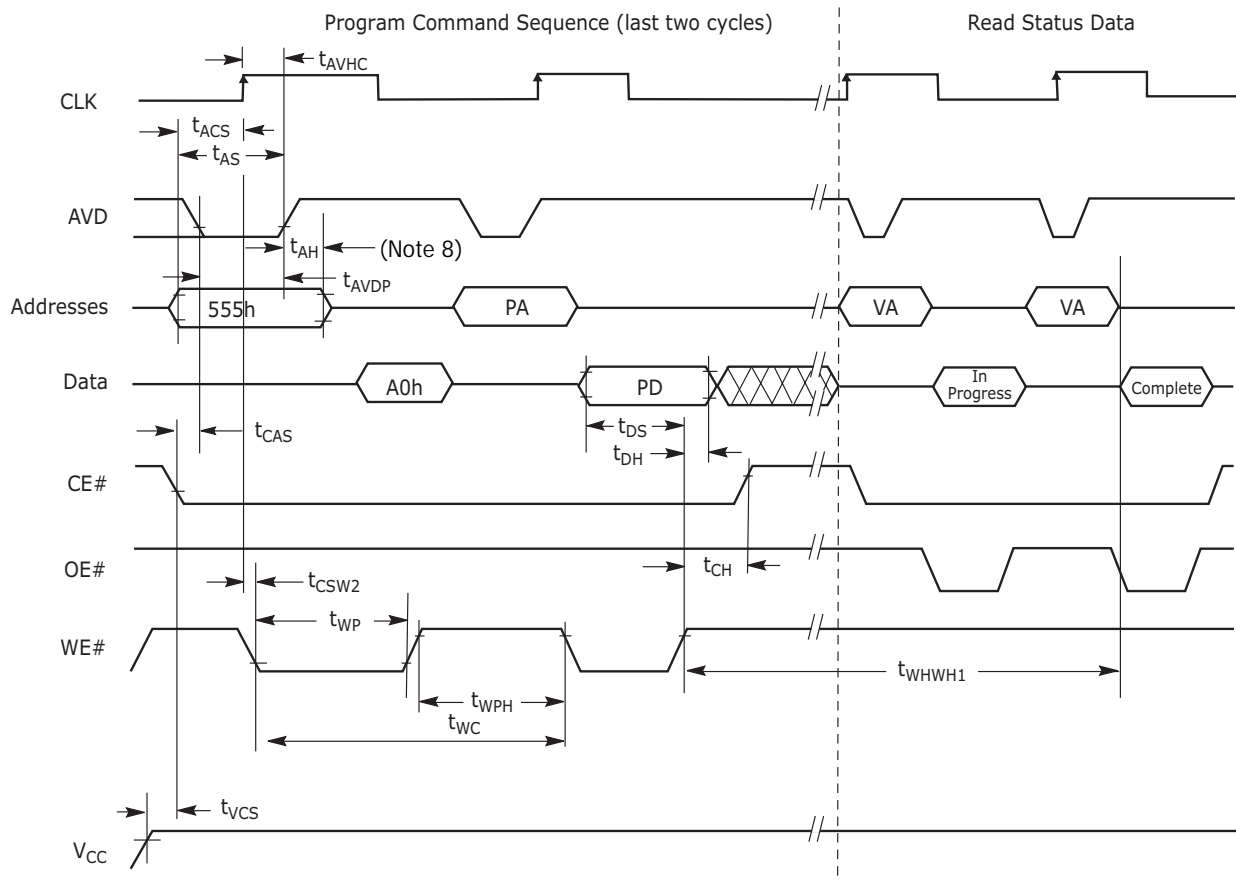 Program Command Sequence (last two cycles)
Read Status Data
tAVHC
CLK
tACS
tAS
AVD
tAH
(Note 8)
tAVDP
Addresses
555h
PA
VA
VA
Data
A0h
PD
In
Progress
Complete
tCAS
tDS
tDH
CE#
OE#
tCH
tCSW2
tWP
WE#
tWHWH1
tWPH
tWC
tVCS
VCC